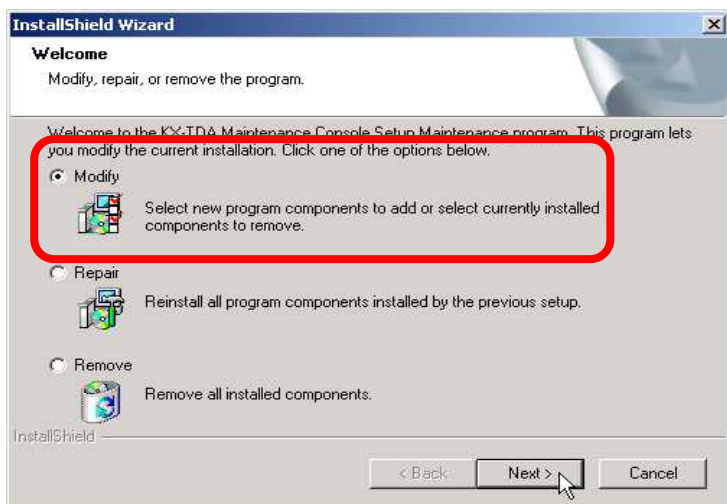 InstallShield Wizard
Welcome
Modify, repair, or remove the program.
Welcome to the KX-TDA Maintenance Console Setup Maintenance program. This program lets
you modify the current installation. Click one of the options below.
Modify
Select new program components to add or select currently installed
components to remove.
Repair
Reinstall all program components installed by the previous setup.
Remove
Remove all installed components.
InstallShield
< Back Next > Cancel